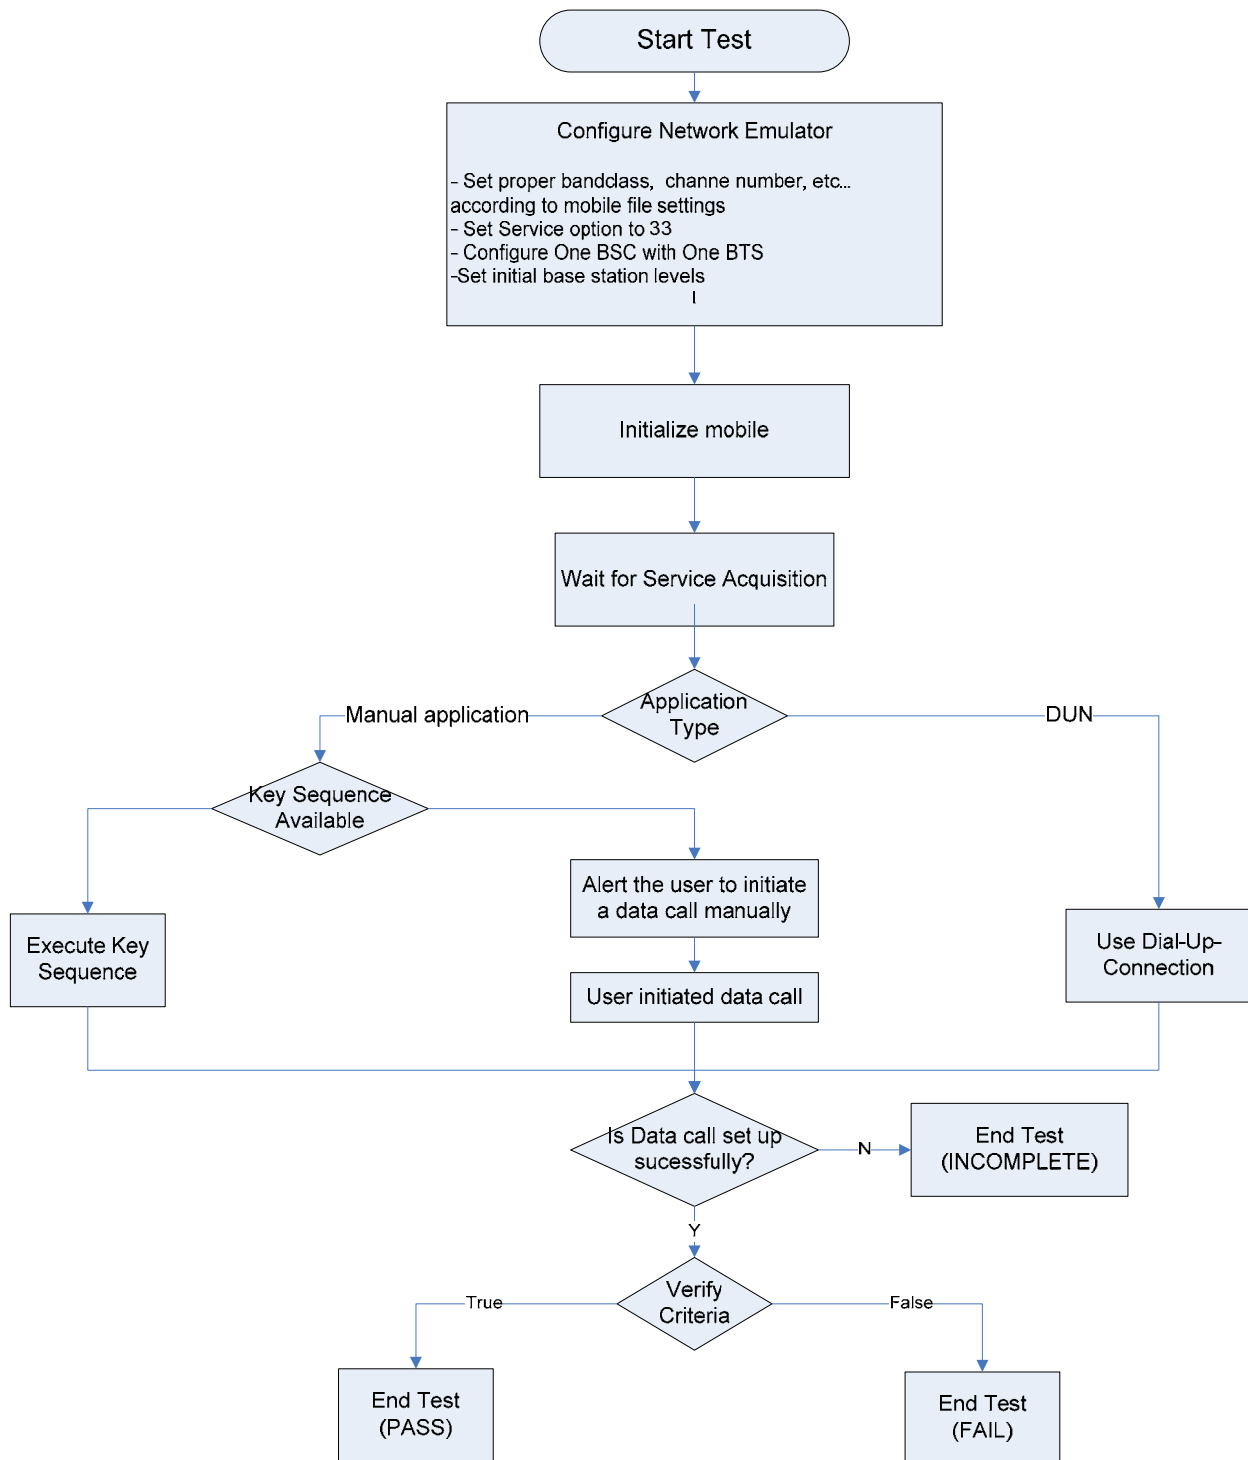 Start Test
Configure Network Emulator
- Set proper bandclass, channe number, etc...
according to mobile file settings
- Set Service option to 33
- Configure One BSC with One BTS
-Set initial base station levels
l
Initialize mobile
Wait for Service Acquisition
Application
Type
Manual application
DUN
Key Sequence
Available
Alert the user to initiate
a data call manually
Execute Key
Sequence
Use Dial-Up-
Connection
User initiated data call
Is Data call set up
sucessfully?
N
End Test
(INCOMPLETE)
Y
Verify
Criteria
True
False
End Test
(PASS)
End Test
(FAIL)